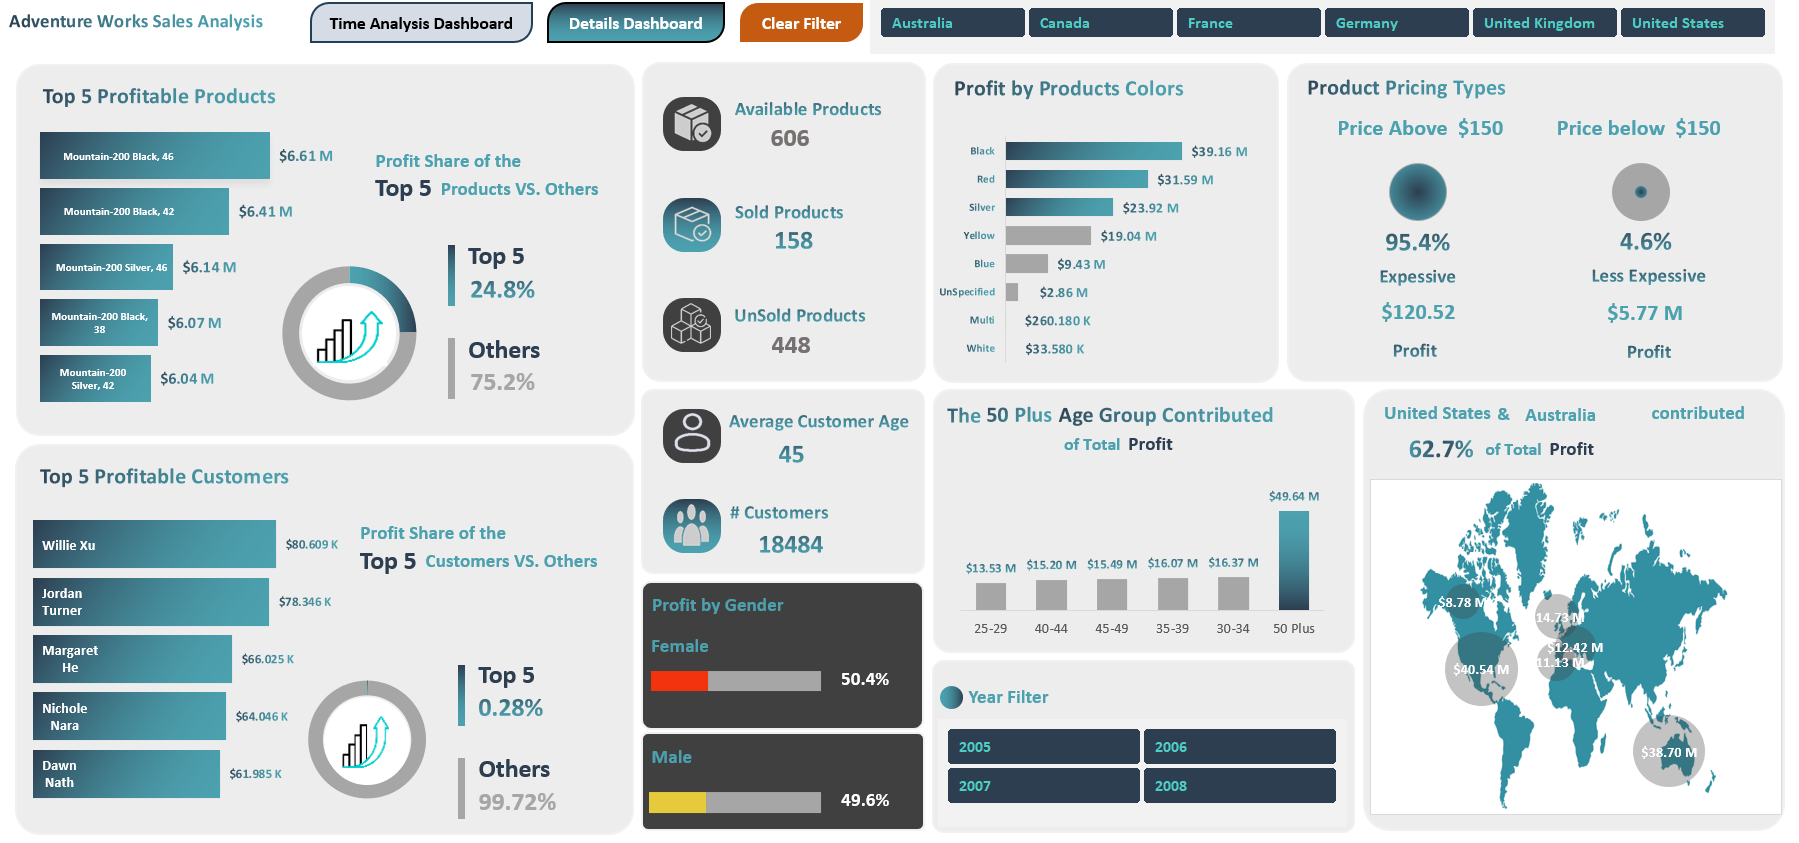 Adventure Works Sales Analysis
Time Analysis Dashboard
Details Dashboard
Clear Filter
Australia
Canada
France
Germany
United Kingdom
United States
Top 5 Profitable Products
Mountain-200 Black, 46
$6.61 M
Mountain-200 Black, 42
$6.41 M
Mountain-200 Silver, 46
$6.14 M
Mountain-200 Black,
38
$6.07 M
Mountain-200
Silver, 42
$6.04 M
Profit Share of the
Top 5 Products VS. Others
Top 5
24.8%
Others
75.2%
Available Products
606
Sold Products
158
UnSold Products
448
Profit by Products Colors
Black
$39.16 M
Red
$31.59 M
Silver
$23.92 M
Yellow
$19.04 M
Blue
$9.43 M
UnSpecified
$2.86 M
Multi
$260.180 K
White
$33.580 K
Product Pricing Types
Price Above $150
95.4%
Expessive
$120.52
Profit
Price below $150
4.6%
Less Expessive
$5.77 M
Profit
Top 5 Profitable Customers
Willie Xu
$80.609 K
Jordan
Turner
$78.346 K
Margaret
He
$66.025 K
Nichole
Nara
$64.046 K
Dawn
Nath
$61.985 K
Profit Share of the
Top 5 Customers VS. Others
Top 5
0.28%
Others
99.72%
Average Customer Age
45
# Customers
18484
Profit by Gender
Female
50.4%
Male
49.6%
The 50 Plus Age Group Contributed
of Total Profit
$13.53 M
$15.20 M
$15.49 M
$16.07 M
$16.37 M
$49.64 M
25-29
40-44
45-49
35-39
30-34
50 Plus
Year Filter
2005
2006
2007
2008
United States & Australia contributed
62.7% of Total Profit
$8.78 M
14.73 M
$12.42 M
11.13 M
$40.54 M
$38.70 M